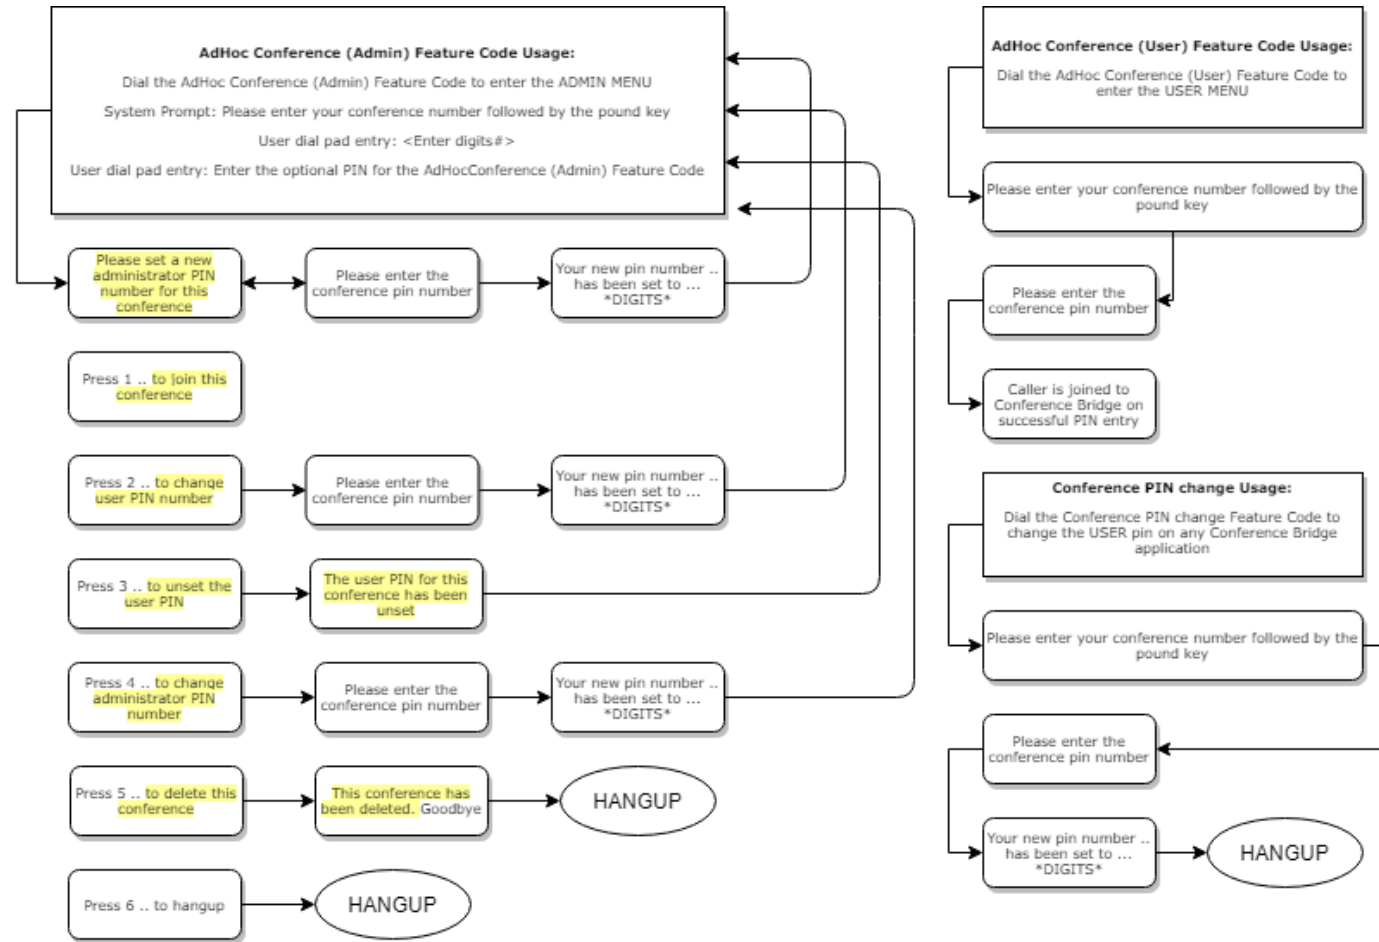 AdHoc Conference (Admin) Feature Code Usage:
Dial the AdHoc Conference (Admin) Feature Code to enter the ADMIN MENU
System Prompt: Please enter your conference number followed by the pound key
User dial pad entry: <Enter digits#>
User dial pad entry: Enter the optional PIN for the AdHocConference (Admin) Feature Code
Please set a new
administrator PIN
number for this
conference
Please enter the
conference pin number
Your new pin number ..
has been set to ...
*DIGITS*
Press 1 .. to join this
conference
Press 2 .. to change
user PIN number
Please enter the
conference pin number
Your new pin number ..
has been set to ...
*DIGITS*
Press 3 .. to unset the
user PIN
The user PIN for this
conference has been
unset
Press 4 .. to change
administrator PIN
number
Please enter the
conference pin number
Your new pin number ..
has been set to ...
*DIGITS*
Press 5 .. to delete this
conference
This conference has
been deleted. Goodbye
HANGUP
Press 6 .. to hangup
HANGUP
AdHoc Conference (User) Feature Code Usage:
Dial the AdHoc Conference (User) Feature Code to
enter the USER MENU
Please enter your conference number followed by the
pound key
Please enter the
conference pin number
Caller is joined to
Conference Bridge on
successful PIN entry
Conference PIN change Usage:
Dial the Conference PIN change Feature Code to
change the USER pin on any Conference Bridge
application
Please enter your conference number followed by the
pound key
Please enter the
conference pin number
Your new pin number ..
has been set to ...
*DIGITS*
HANGUP